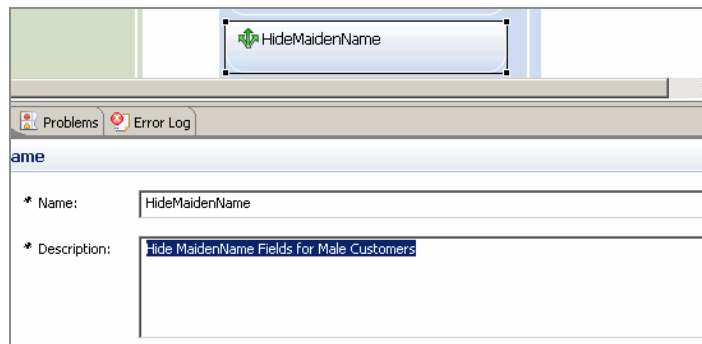 HideMaidenName
Problems Error Log
ame
* Name: HideMaidenName
* Description: Hide MaidenName Fields for Male Customers